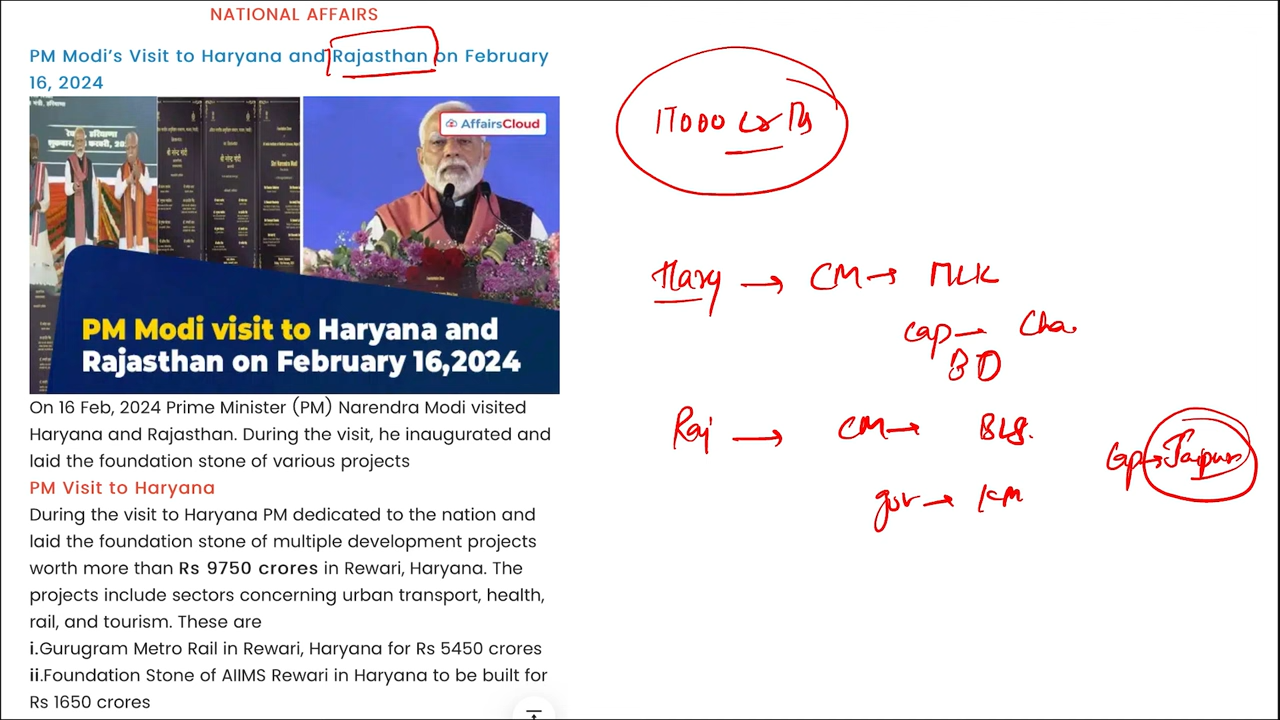 NATIONAL AFFAIRS
PM Modi's Visit to Haryana and Rajasthan on February
16, 2024
रेवाड़ी, हरियाणा
AffairsCloud
PM Modi visit to Haryana and
Rajasthan on February 16,2024
On 16 Feb, 2024 Prime Minister (PM) Narendra Modi visited
Haryana and Rajasthan. During the visit, he inaugurated and
laid the foundation stone of various projects
PM Visit to Haryana
During the visit to Haryana PM dedicated to the nation and
laid the foundation stone of multiple development projects
worth more than Rs 9750 crores in Rewari, Haryana. The
projects include sectors concerning urban transport, health,
rail, and tourism. These are
i.Gurugram Metro Rail in Rewari, Haryana for Rs 5450 crores
ii.Foundation Stone of AIIMS Rewari in Haryana to be built for
Rs 1650 crores
17000 Cr
Hary → CM → MLK
Cap → Cha
BD
Raj → CM → BLS.
Cap → Jaipur
gov → KM